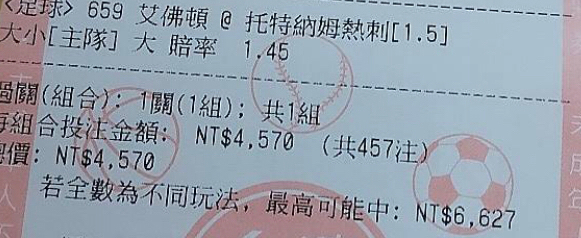 <足球> 659 艾佛頓 @ 托特納姆熱刺[1.5]
大小[主隊] 大 賠率 1.45
過關(組合): 1關(1組); 共1組
每組合投注金額: NT$4,570 (共457注)
總價: NT$4,570
若全數為不同玩法, 最高可能中: NT$6,627